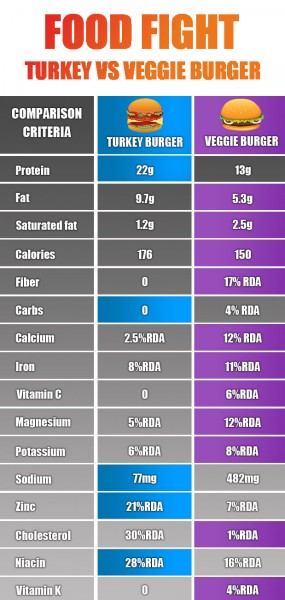 FOOD FIGHT
TURKEY VS VEGGIE BURGER
COMPARISON CRITERIA TURKEY BURGER VEGGIE BURGER
Protein 22g 13g
Fat 9.7g 5.3g
Saturated fat 1.2g 2.5g
Calories 176 150
Fiber 0 17% RDA
Carbs 0 4% RDA
Calcium 2.5%RDA 12% RDA
Iron 8%RDA 11%RDA
Vitamin C 0 6%RDA
Magnesium 5%RDA 12%RDA
Potassium 6%RDA 8%RDA
Sodium 77mg 482mg
Zinc 21%RDA 7%RDA
Cholesterol 30%RDA 1%RDA
Niacin 28%RDA 16%RDA
Vitamin K 0 4%RDA